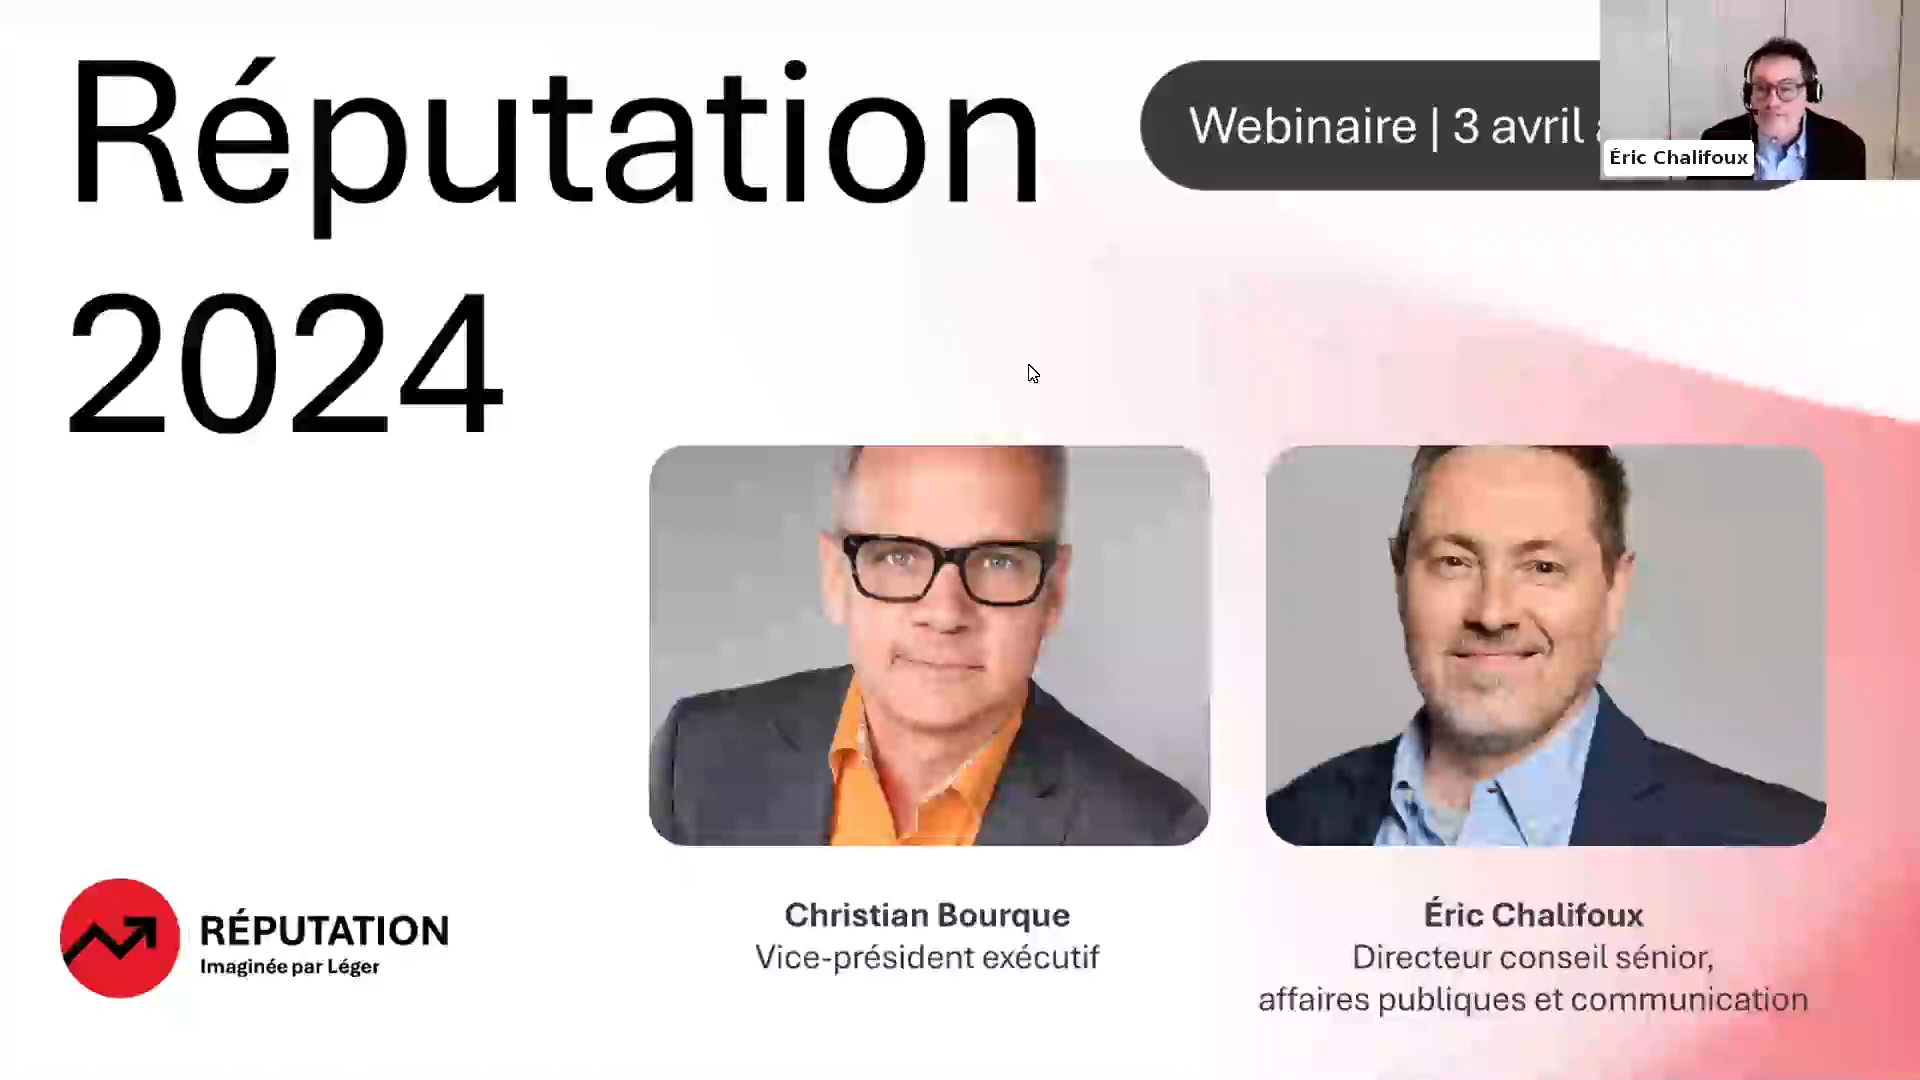 Réputation
2024
Webinaire | 3 avril
Éric Chalifoux
Christian Bourque
Vice-président exécutif
Éric Chalifoux
Directeur conseil sénior,
affaires publiques et communication
RÉPUTATION
Imaginée par Léger